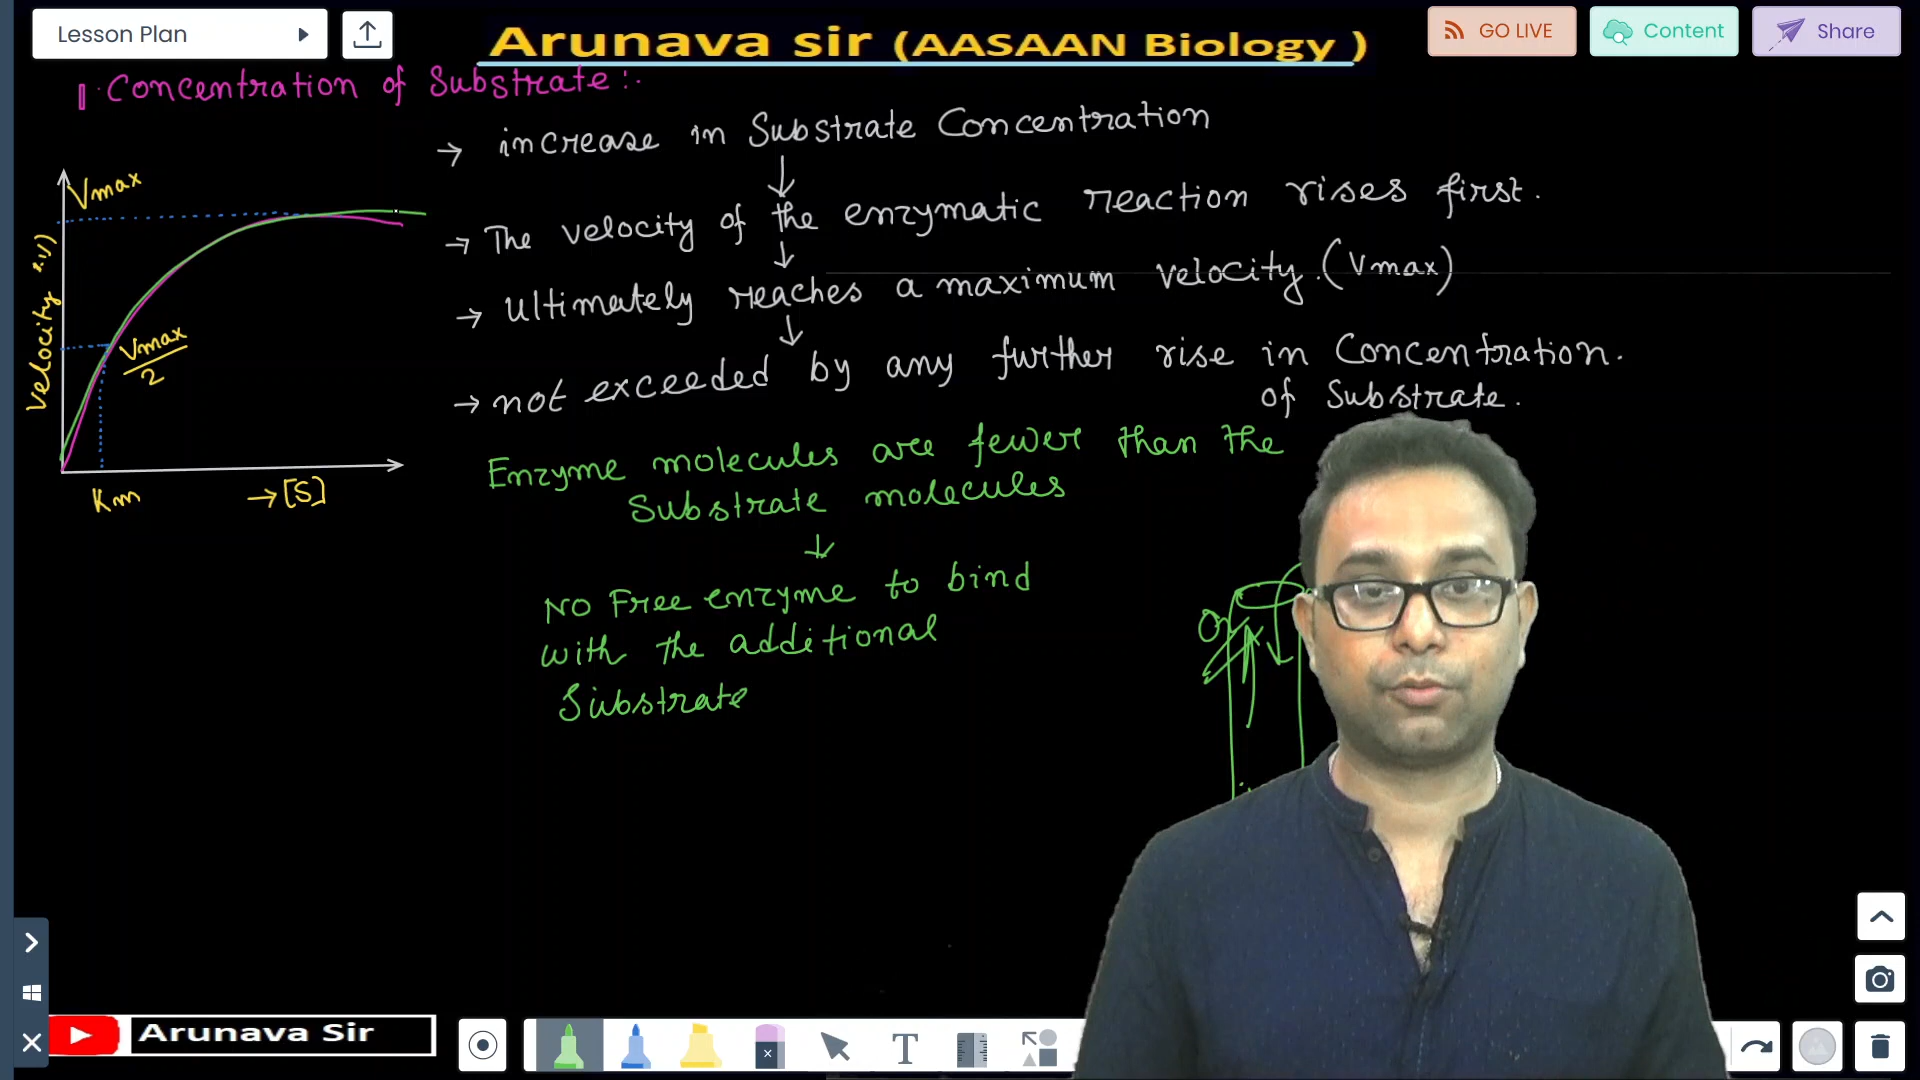 Lesson Plan
Arunava sir (AASAAN Biology )
GO LIVE
Content
Share
1. Concentration of Substrate:-
→ increase in Substrate Concentration
↓
→ The velocity of the enzymatic reaction rises first.
↓
→ ultimately reaches a maximum velocity. (Vmax)
↓
→ not exceeded by any further rise in Concentration.
of Substrate.
Enzyme molecules are fewer than the
Substrate molecules
↓
NO Free enzyme to bind
with the additional
Substrate
Vmax
Velocity
Vmax
2
Km
→ [S]
Arunava Sir
T